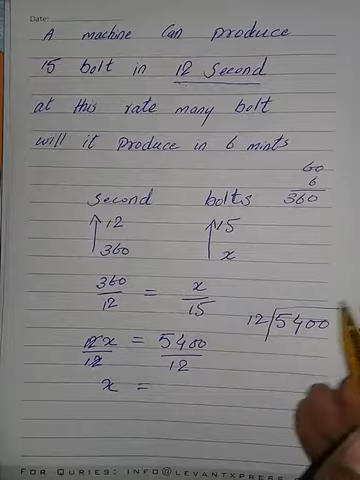 Date:
A machine can produce
15 bolt in 12 Second
at this rate many bolt
will it Produce in 6 mints
60
6
360
second bolts
12 15
360 x
360/12 = x/15
12 5400
12x/12 = 5400/12
x =
FOR QURIES: INFO@LEVANTXPRESS.C